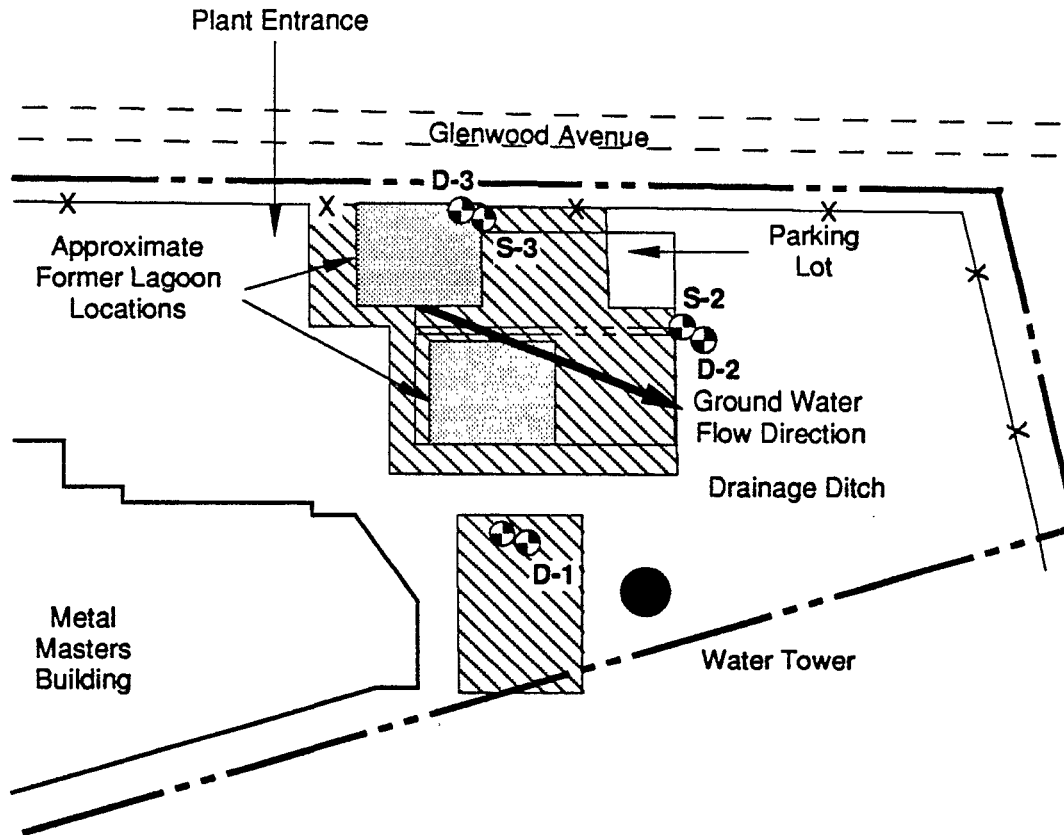 Plant Entrance
Glenwood Avenue
D-3
S-3
Approximate
Former Lagoon
Locations
Parking
Lot
S-2
D-2
Ground Water
Flow Direction
Drainage Ditch
D-1
Metal
Masters
Building
Water Tower